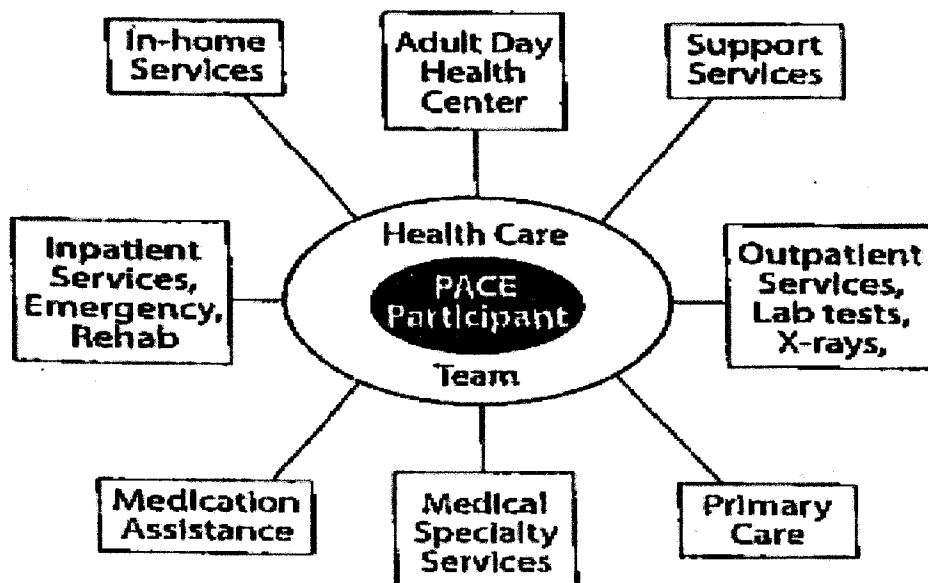 In-home
Services
Adult Day
Health
Center
Support
Services
Inpatient
Services,
Emergency,
Rehab
Health Care
PACE
Participant
Team
Outpatient
Services,
Lab tests,
X-rays,
Medication
Assistance
Medical
Specialty
Services
Primary
Care